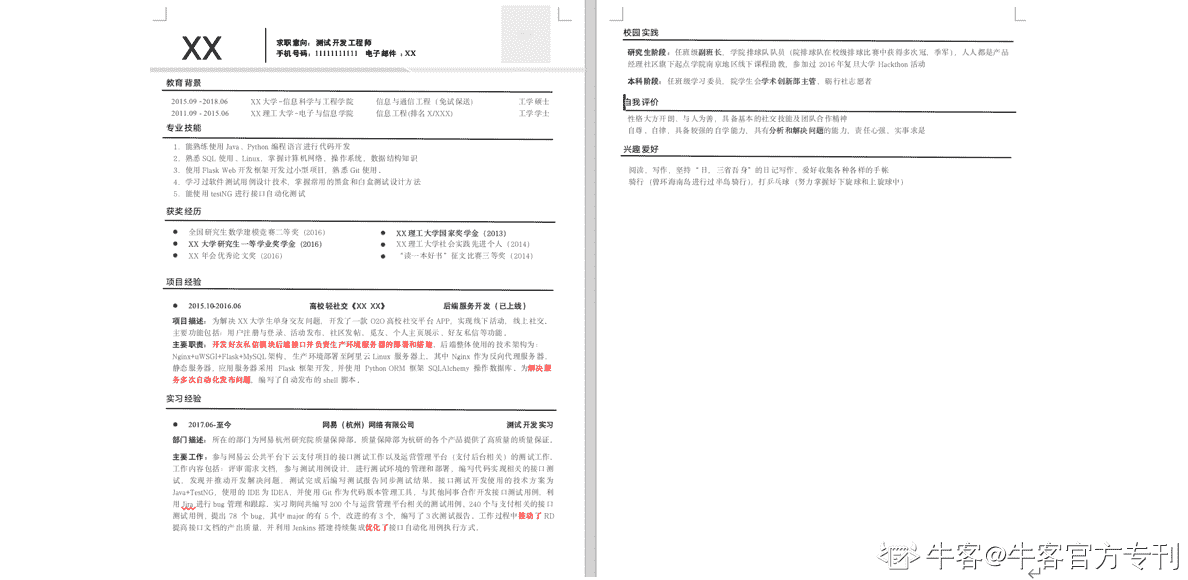 XX
求职意向：测试开发工程师
手机号码：11111111111 电子邮件：XX
教育背景
2015.09 -2018.06 XX 大学-信息科学与工程学院 信息与通信工程（免试保送） 工学硕士
2011.09 - 2015.06 XX 理工大学-电子与信息学院 信息工程(排名 X/XXX) 工学学士
专业技能
1. 能熟练使用 Java、Python 编程语言进行代码开发
2. 熟悉 SQL 使用、Linux，掌握计算机网络，操作系统，数据结构知识
3. 使用 Flask Web 开发框架开发过小型项目，熟悉 Git 使用。
4. 学习过软件测试用例设计技术，掌握常用的黑盒和白盒测试设计方法
5. 能使用 testNG 进行接口自动化测试
获奖经历
● 全国研究生数学建模竞赛二等奖（2016） ● XX 理工大学国家奖学金（2013）
● XX 大学研究生一等学业奖学金（2016） ● XX 理工大学社会实践先进个人（2014）
● XX 年会优秀论文奖（2016） ● “读一本好书”征文比赛三等奖（2014）
项目经验
● 2015.10-2016.06 高校轻社交《XX XX》 后端服务开发（已上线）
项目描述：为解决 XX 大学生单身交友问题，开发了一款 O2O 高校社交平台 APP，实现线下活动，线上社交。
主要功能包括：用户注册与登录、活动发布、社区发帖、觅友、个人主页展示、好友私信等功能。
主要职责：开发好友私信模块后端接口并负责生产环境服务器的部署和搭建，后端整体使用的技术架构为：
Nginx+uWSGI+Flask+MySQL 架构，生产环境部署至阿里云 Linux 服务器上，其中 Nginx 作为反向代理服务器、
静态服务器，应用服务器采用 Flask 框架开发，并使用 Python ORM 框架 SQLAlchemy 操作数据库。为解决服
务多次自动化发布问题，编写了自动发布的 shell 脚本。
实习经验
● 2017.06-至今 网易（杭州）网络有限公司 测试开发实习
部门描述：所在的部门为网易杭州研究院质量保障部，质量保障部为杭研的各个产品提供了高质量的质量保证。
主要工作：参与网易云公共平台下云支付项目的接口测试工作以及运营管理平台（支付后台相关）的测试工作。
工作内容包括：评审需求文档，参与测试用例设计，进行测试环境的管理和部署，编写代码实现相关的接口测
试，发现并推动开发解决问题，测试完成后编写测试报告同步测试结果。接口测试开发使用的技术方案为
Java+TestNG，使用的 IDE 为 IDEA，并使用 Git 作为代码版本管理工具，与其他同事合作开发接口测试用例，利
用 Jira 进行 bug 管理和跟踪。实习期间共编写 200 个与运营管理平台相关的测试用例，240 个与支付相关的接口
测试用例，提出 78 个 bug，其中 major 的有 5 个，改进的有 3 个，编写了 3 次测试报告。工作过程中推动了 RD
提高接口文档的产出质量，并利用 Jenkins 搭建持续集成优化了接口自动化用例执行方式。
校园实践
研究生阶段：任班级副班长，学院排球队队员（院排球队在校级排球比赛中获得多次冠、季军），人人都是产品
经理社区旗下起点学院南京地区线下课程助教，参加过 2016 年复旦大学 Hackthon 活动
本科阶段：任班级学习委员，院学生会学术创新部主管，砺行社志愿者
自我评价
性格大方开朗，与人为善，具备基本的社交技能及团队合作精神
自尊，自律，具备较强的自学能力，具有分析和解决问题的能力，责任心强，实事求是
兴趣爱好
阅读，写作，坚持“日，三省吾身”的日记写作，爱好收集各种各样的手帐
骑行（曾环海南岛进行过半岛骑行），打乒乓球（努力掌握好下旋球和上旋球中）
牛客@牛客官方专刊